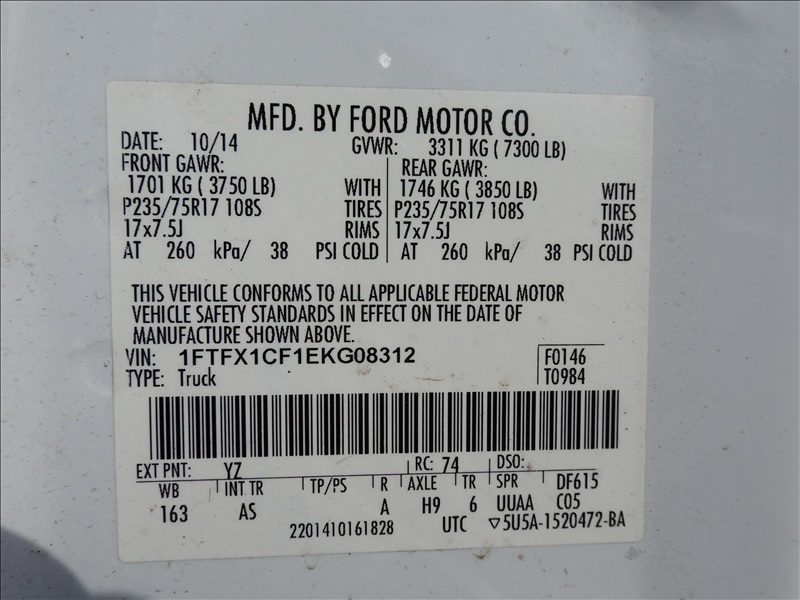 MFD. BY FORD MOTOR CO.
DATE: 10/14 GVWR: 3311 KG ( 7300 LB)
FRONT GAWR: REAR GAWR:
1701 KG ( 3750 LB) WITH 1746 KG ( 3850 LB) WITH
P235/75R17 108S TIRES P235/75R17 108S TIRES
17x7.5J RIMS 17x7.5J RIMS
AT 260 kPa/ 38 PSI COLD AT 260 kPa/ 38 PSI COLD
THIS VEHICLE CONFORMS TO ALL APPLICABLE FEDERAL MOTOR
VEHICLE SAFETY STANDARDS IN EFFECT ON THE DATE OF
MANUFACTURE SHOWN ABOVE.
VIN: 1FTFX1CF1EKG08312 F0146
TYPE: Truck T0984
EXT PNT: YZ RC: 74 DSO:
WB INT TR TP/PS R AXLE TR SPR DF615
163 AS A H9 6 UUAA C05
2201410161828 UTC ▽5U5A-1520472-BA